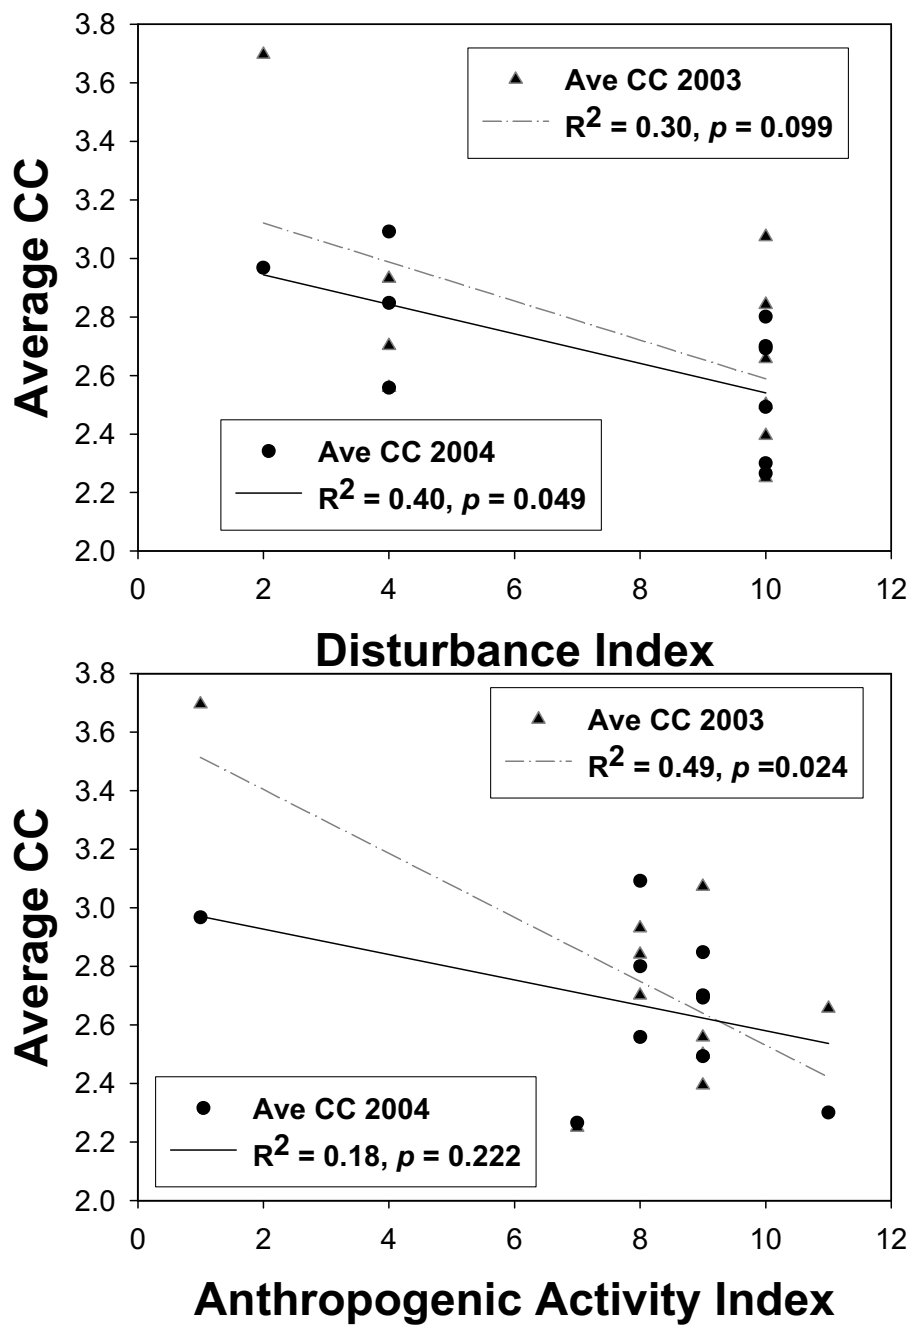 3.8
3.6
3.4
3.2
3.0
2.8
2.6
2.4
2.2
2.0
Average CC
Ave CC 2003
R2 = 0.30, p = 0.099
Ave CC 2004
R2 = 0.40, p = 0.049
0 2 4 6 8 10 12
Disturbance Index
3.8
3.6
3.4
3.2
3.0
2.8
2.6
2.4
2.2
2.0
Average CC
Ave CC 2003
R2 = 0.49, p =0.024
Ave CC 2004
R2 = 0.18, p = 0.222
0 2 4 6 8 10 12
Anthropogenic Activity Index